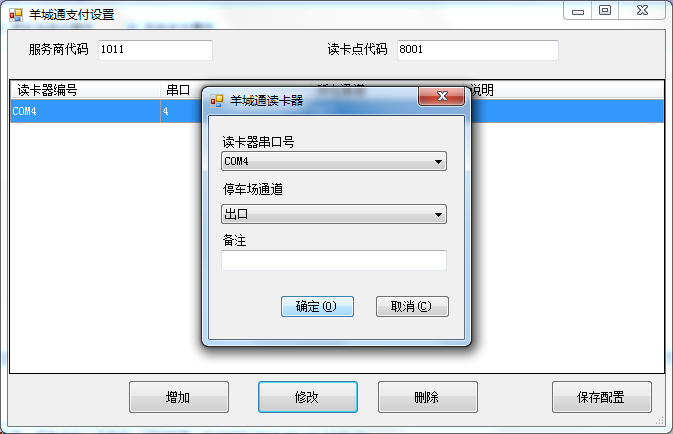 羊城通支付设置
服务商代码 1011 读卡点代码 8001
读卡器编号 串口 说明
COM4 4
羊城通读卡器
读卡器串口号
COM4
停车场通道
出口
备注
确定(O) 取消(C)
增加 修改 删除 保存配置